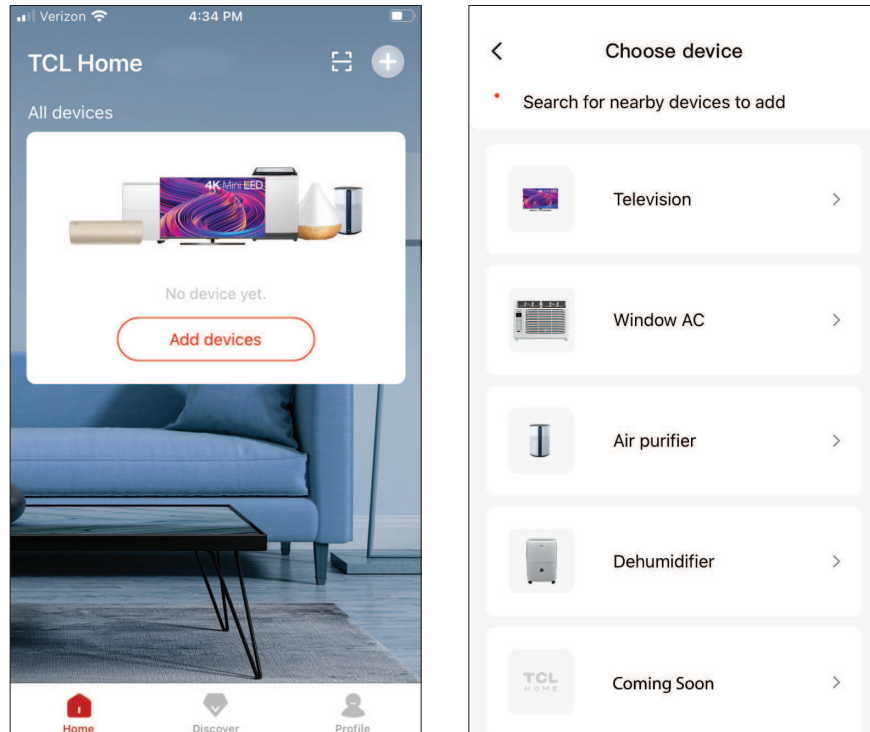 Verizon 4:34 PM
TCL Home
All devices
4K Mini LED
No device yet.
Add devices
Home Discover Profile
Choose device
Search for nearby devices to add
Television
Window AC
Air purifier
Dehumidifier
TCL
HOME
Coming Soon